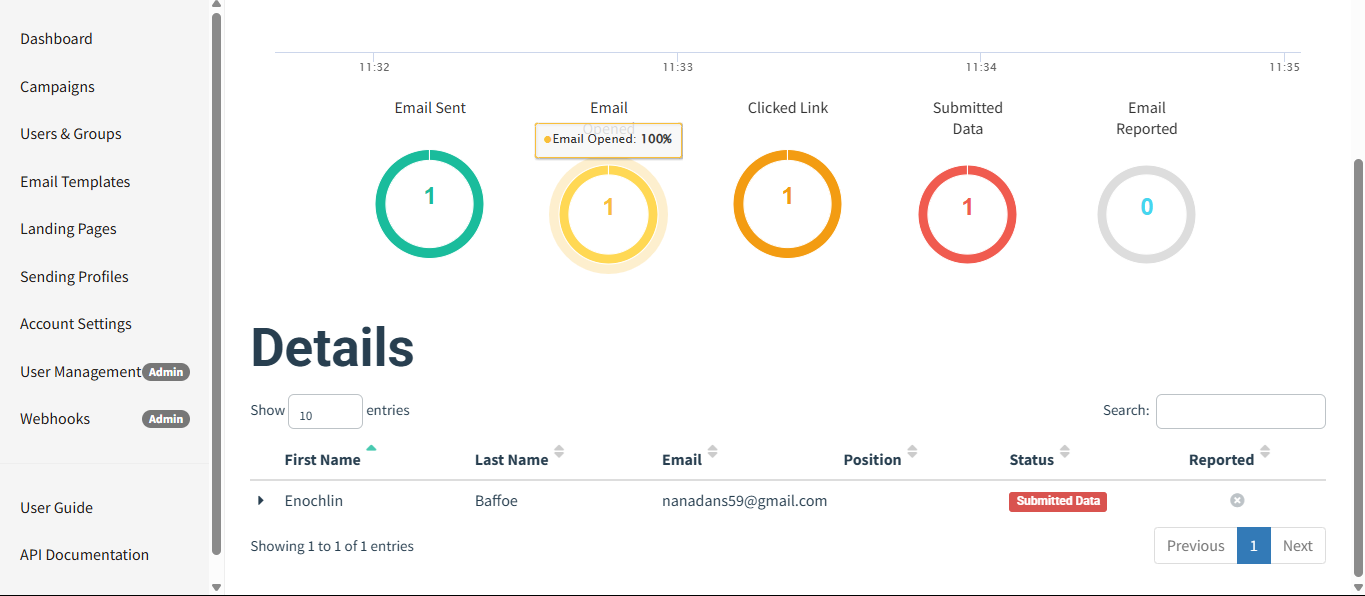 Dashboard
Campaigns
Users & Groups
Email Templates
Landing Pages
Sending Profiles
Account Settings
User Management Admin
Webhooks Admin
User Guide
API Documentation
11:32 11:33 11:34 11:35
Email Sent
Email
Opened
Clicked Link
Submitted
Data
Email
Reported
Email Opened: 100%
1
1
1
1
0
Details
Show 10 entries
Search:
First Name Last Name Email Position Status Reported
Enochlin Baffoe nanadans59@gmail.com Submitted Data
Showing 1 to 1 of 1 entries
Previous 1 Next